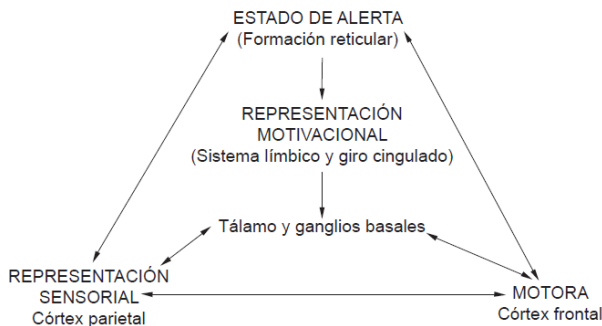 ESTADO DE ALERTA
(Formación reticular)
REPRESENTACIÓN
MOTIVACIONAL
(Sistema límbico y giro cingulado)
Tálamo y ganglios basales
REPRESENTACIÓN
SENSORIAL
Córtex parietal
MOTORA
Córtex frontal